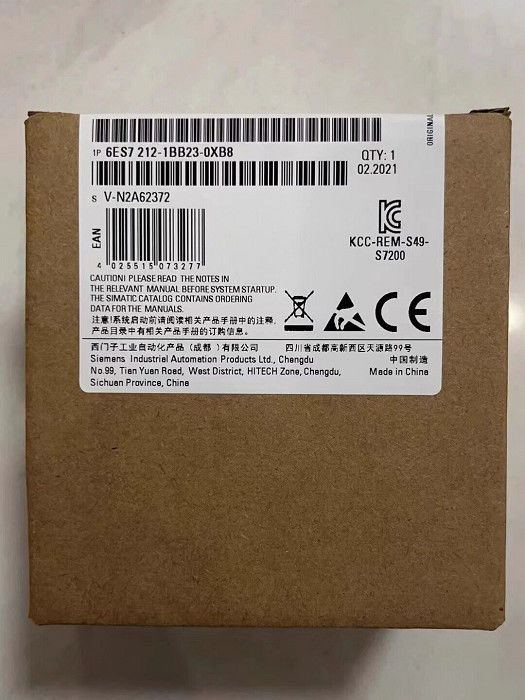 ORIGINAL
1P 6ES7 212-1BB23-0XB8
QTY: 1
02.2021
S V-N2A62372
EAN
4 025515 073277
KCC-REM-S49-
S7200
CAUTION! PLEASE READ THE NOTES IN
THE RELEVANT MANUAL BEFORE SYSTEM STARTUP.
THE SIMATIC CATALOG CONTAINS ORDERING
DATA FOR THE MANUALS.
注意!系统启动前请阅读相关产品手册中的注释,
产品目录中有相关产品手册的订购信息。
西门子工业自动化产品(成都)有限公司 四川省成都高新西区天源路99号
Siemens Industrial Automation Products Ltd., Chengdu 中国制造
No.99, Tian Yuan Road, West District, HITECH Zone, Chengdu, Made in China
Sichuan Province, China